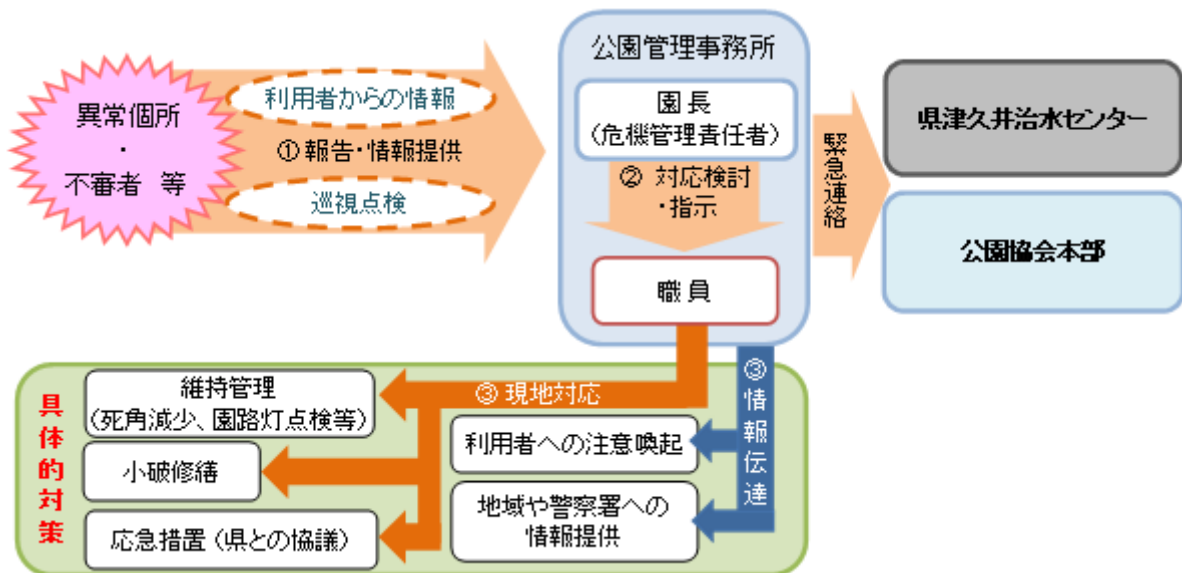 異常個所
・
不審者 等
利用者からの情報
①報告・情報提供
巡視点検
公園管理事務所
園長
(危機管理責任者)
② 対応検討
・指示
職員
緊急連絡
県津久井治水センター
公園協会本部
具体的対策
維持管理
(死角減少、園路灯点検等)
小破修繕
応急措置(県との協議)
③現地対応
利用者への注意喚起
地域や警察署への
情報提供
③情報伝達